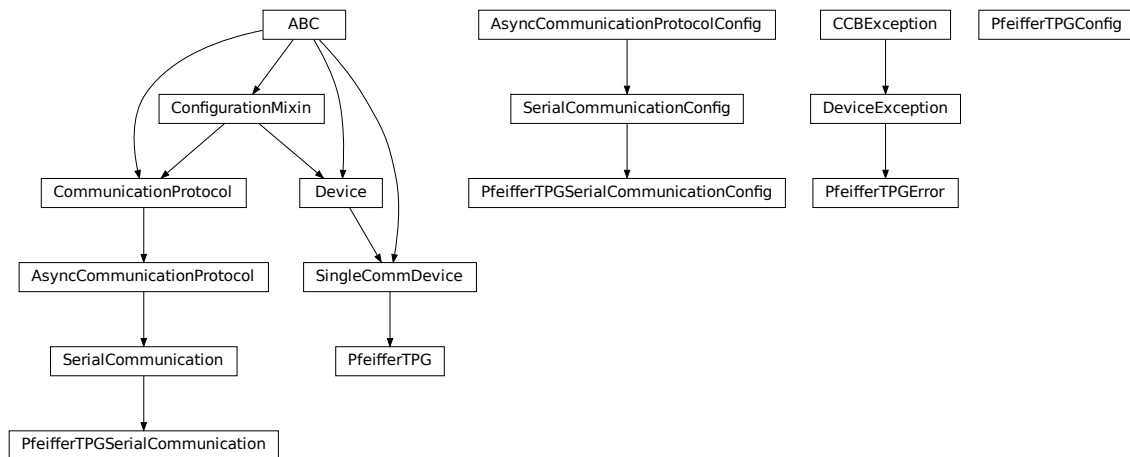 ABC
AsyncCommunicationProtocolConfig
CCBException
PfeifferTPGConfig
ConfigurationMixin
SerialCommunicationConfig
DeviceException
CommunicationProtocol
Device
PfeifferTPGSerialCommunicationConfig
PfeifferTPGError
AsyncCommunicationProtocol
SingleCommDevice
SerialCommunication
PfeifferTPG
PfeifferTPGSerialCommunication